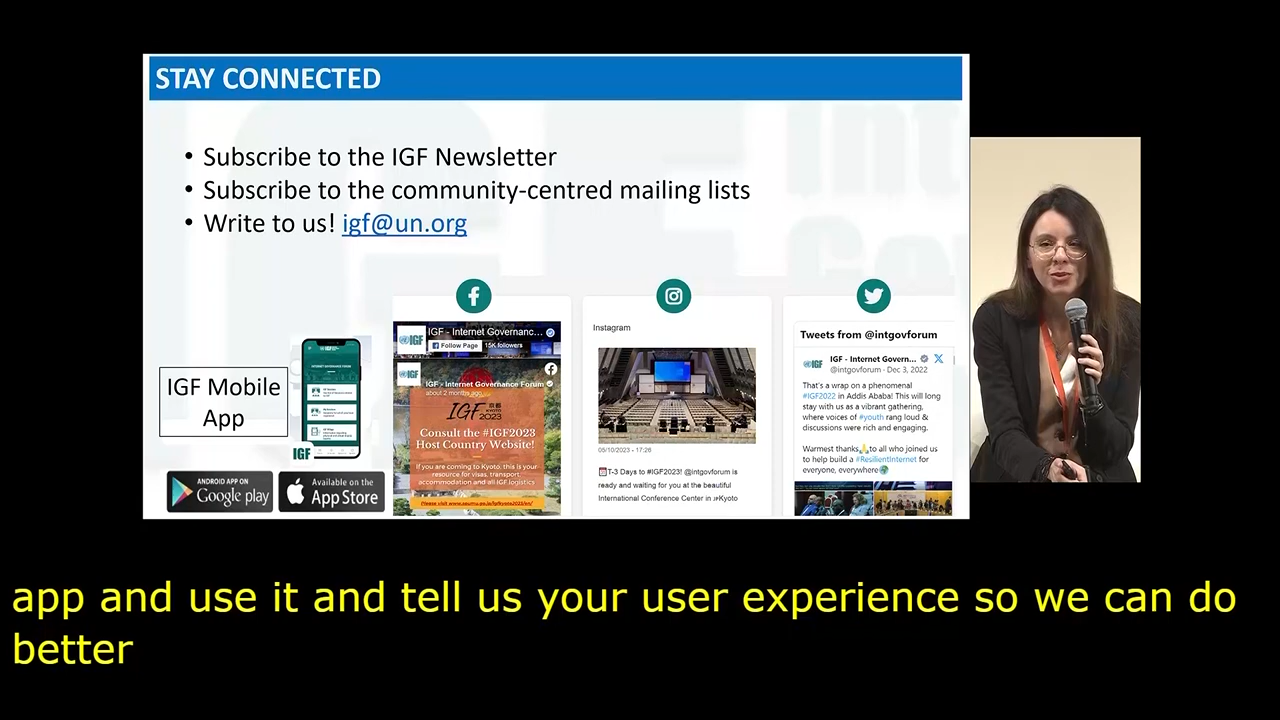 STAY CONNECTED
• Subscribe to the IGF Newsletter
• Subscribe to the community-centred mailing lists
• Write to us! igf@un.org
IGF Mobile
App
IGF
ANDROID APP ON
Google play
Available on the
App Store
IGF
IGF - Internet Governanc...
Follow Page
15K followers
IGF
IGF - Internet Governance Forum
about 2 months ago
IGF
KYOTO
2023
Consult the #IGF2023
Host Country Website!
If you are coming to Kyoto, this is your
resource for visas, transport,
accommodation and all IGF logistics
Instagram
05/10/2023 - 17:26
T-3 Days to #IGF2023! @intgovforum is
ready and waiting for you at the beautiful
International Conference Center in #Kyoto
Tweets from @intgovforum
IGF
IGF - Internet Govern...
@intgovforum · Dec 3, 2022
That's a wrap on a phenomenal
#IGF2022 in Addis Ababa! This will long
stay with us as a vibrant gathering,
where voices of #youth rang loud &
discussions were rich and engaging.
Warmest thanks🙏to all who joined us
to help build a #ResilientInternet for
everyone, everywhere🌍
app and use it and tell us your user experience so we can do
better